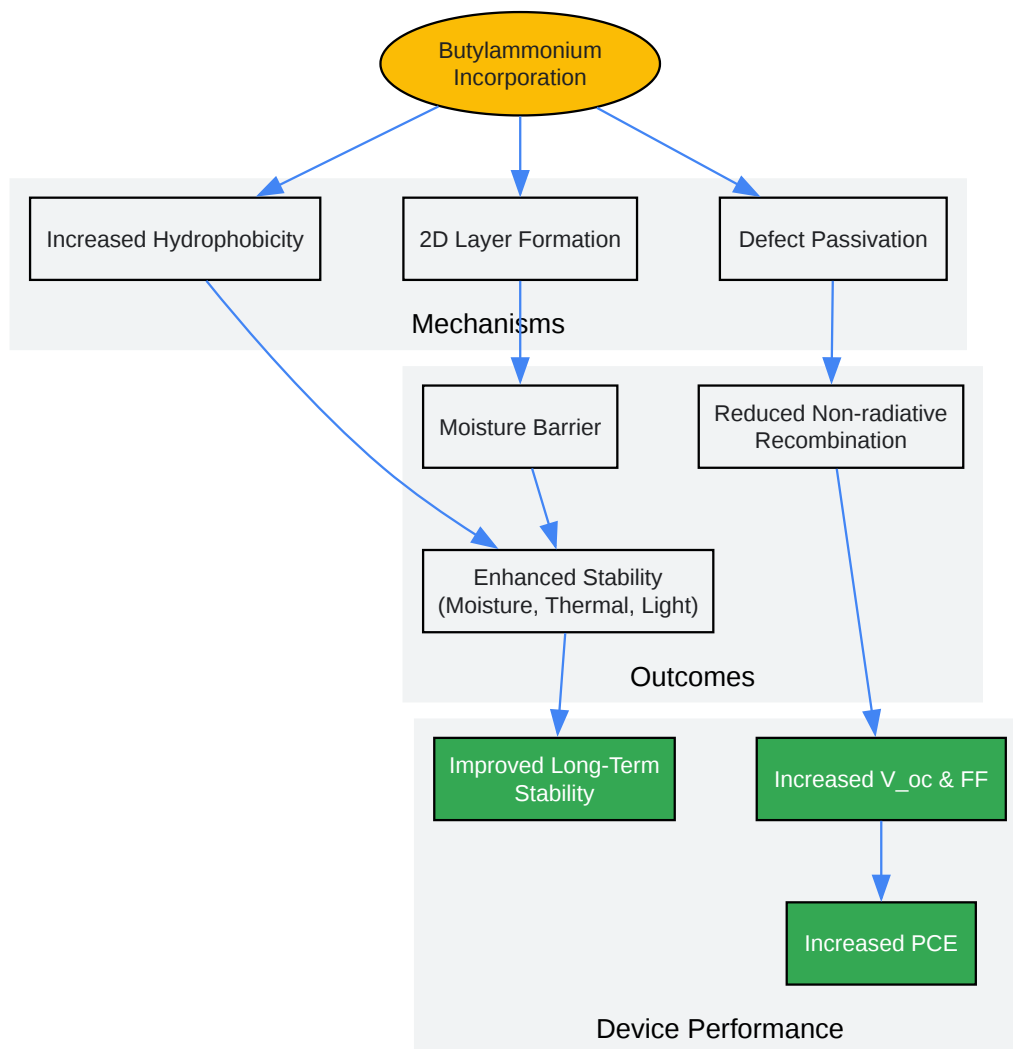 Butylammonium
Incorporation
Increased Hydrophobicity
2D Layer Formation
Defect Passivation
Mechanisms
Moisture Barrier
Reduced Non-radiative
Recombination
Enhanced Stability
(Moisture, Thermal, Light)
Outcomes
Improved Long-Term
Stability
Increased V_oc & FF
Increased PCE
Device Performance